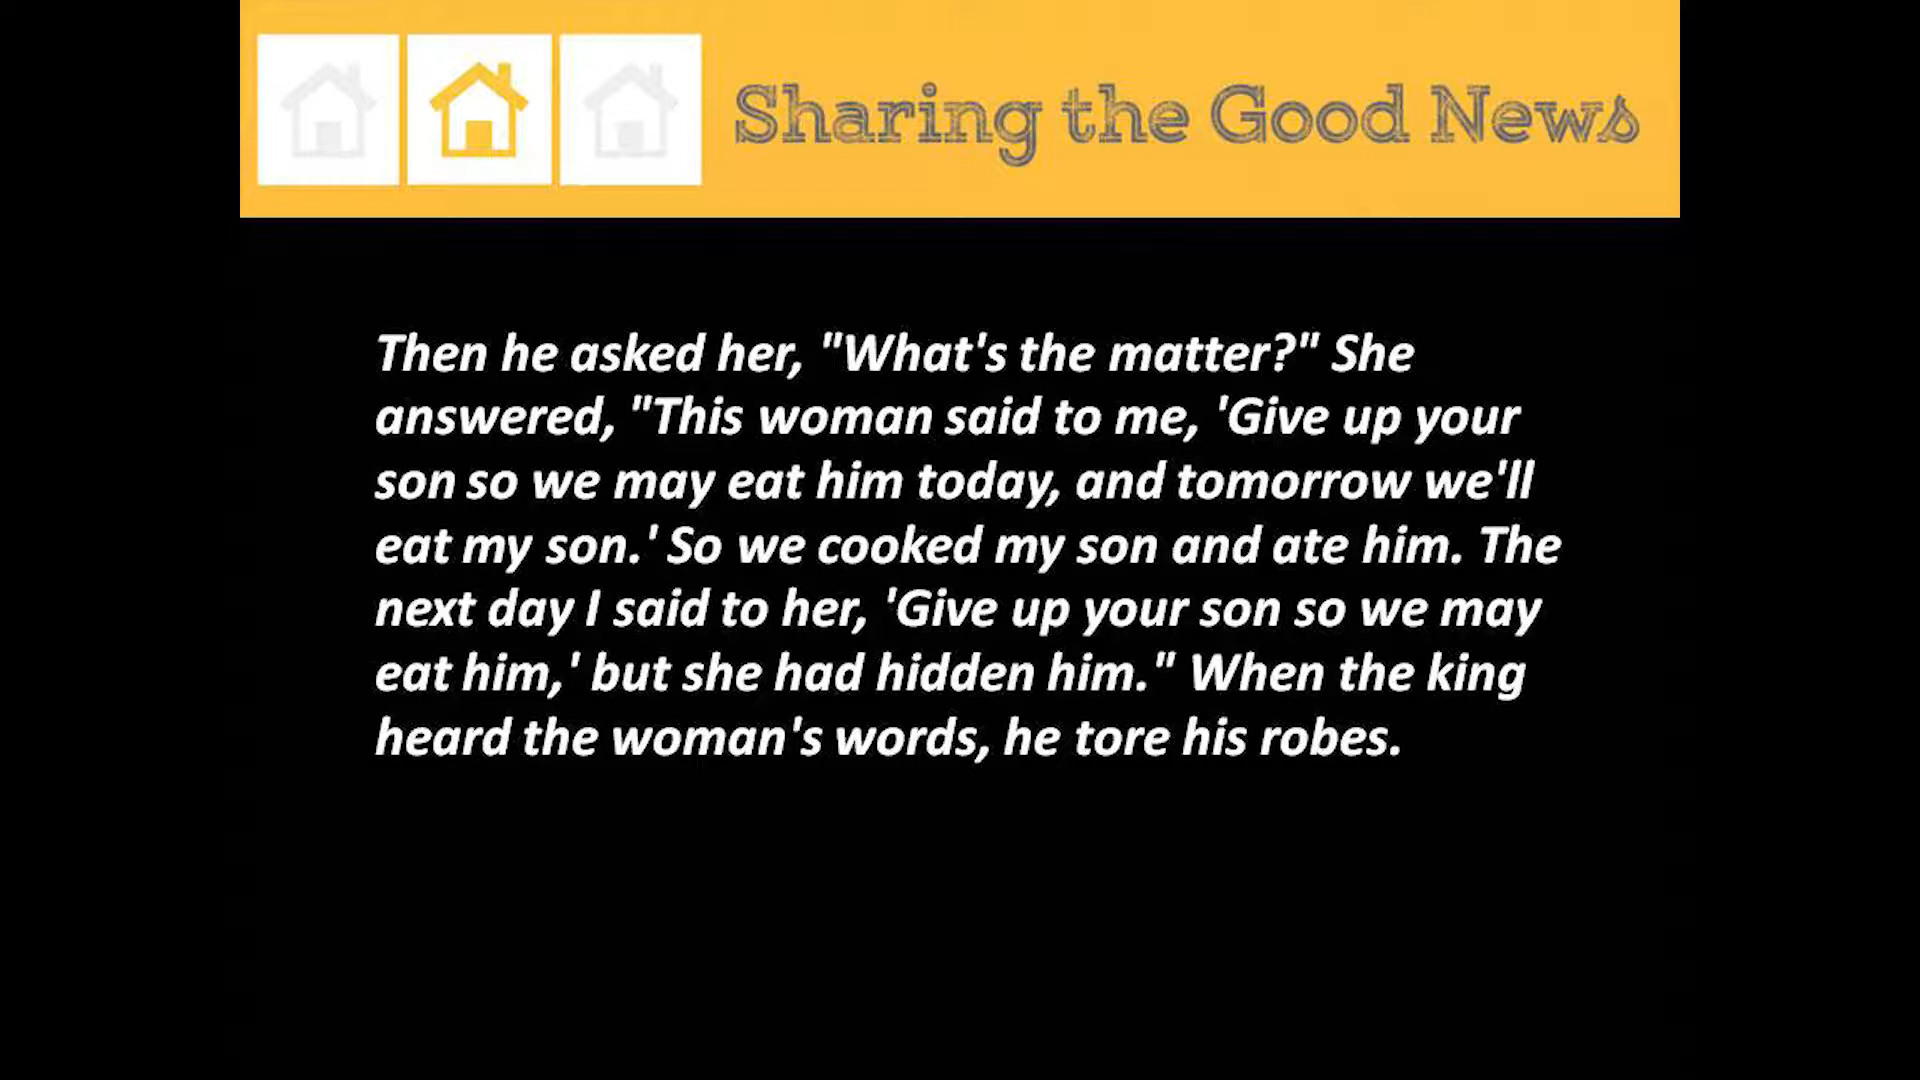 Sharing the Good News
Then he asked her, "What's the matter?" She
answered, "This woman said to me, 'Give up your
son so we may eat him today, and tomorrow we'll
eat my son.' So we cooked my son and ate him. The
next day I said to her, 'Give up your son so we may
eat him,' but she had hidden him." When the king
heard the woman's words, he tore his robes.